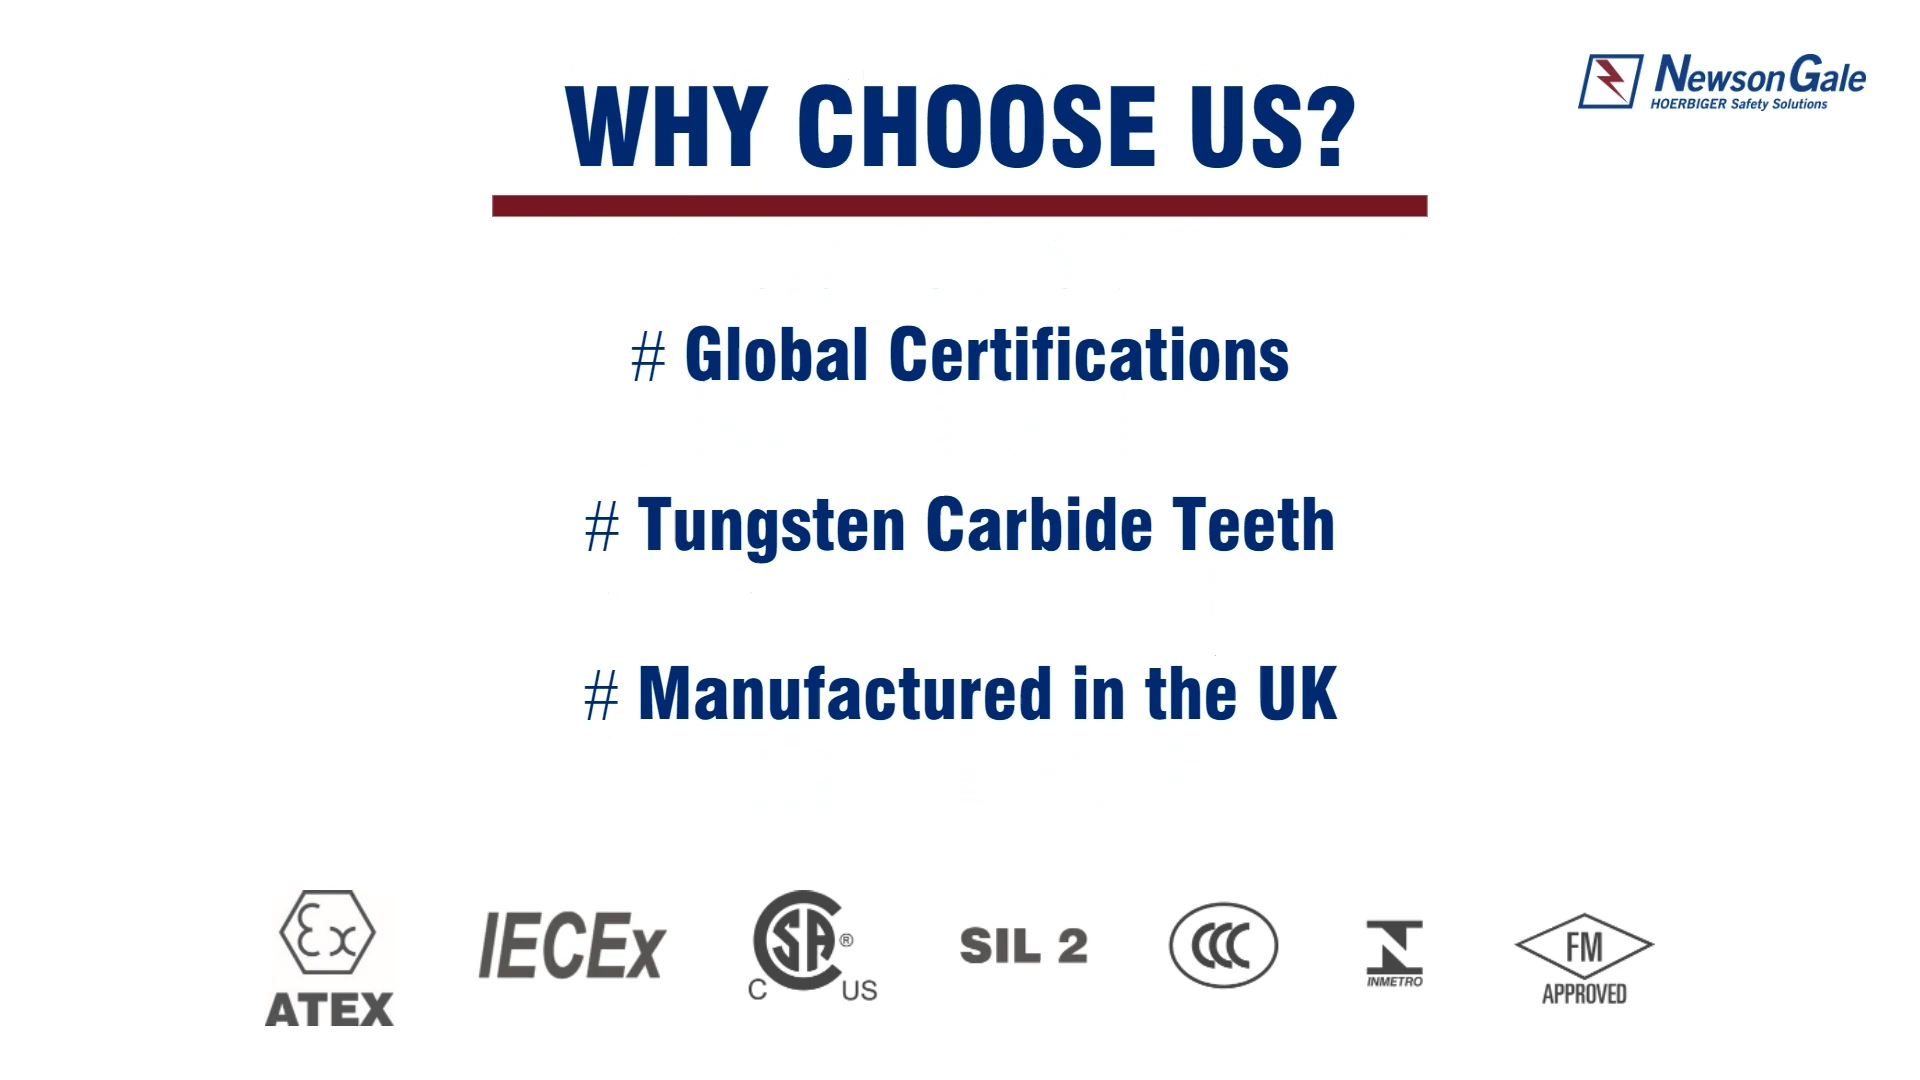 WHY CHOOSE US?
NewsonGale
HOERBIGER Safety Solutions
# Global Certifications
# Tungsten Carbide Teeth
# Manufactured in the UK
Ex
ATEX
IECEx
CSA®
C US
SIL 2
CCC
INMETRO
FM
APPROVED